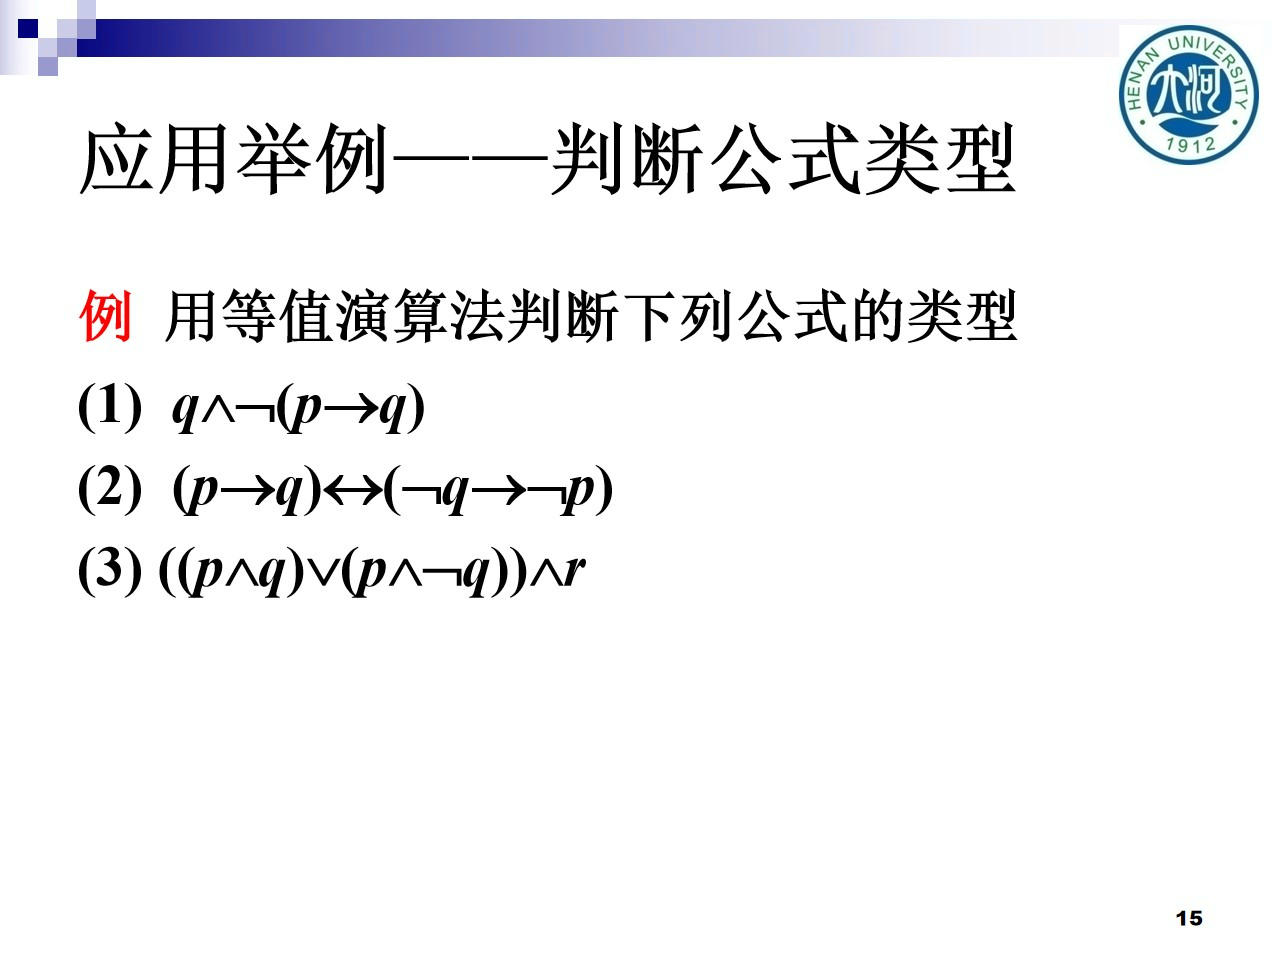 HENAN UNIVERSITY
1912
应用举例——判断公式类型
例 用等值演算法判断下列公式的类型
(1) q∧¬(p→q)
(2) (p→q)↔(¬q→¬p)
(3) ((p∧q)∨(p∧¬q))∧r
15